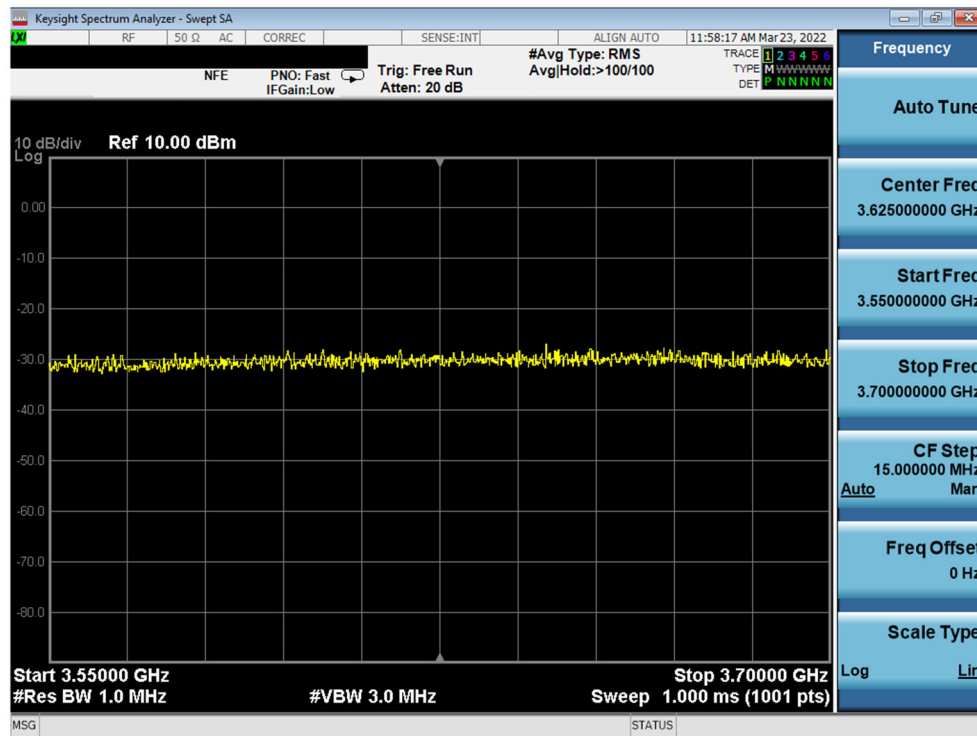 Keysight Spectrum Analyzer - Swept SA
LXI RF 50 Ω AC CORREC SENSE:INT ALIGN AUTO 11:58:17 AM Mar 23, 2022
NFE
PNO: Fast
IFGain:Low
Trig: Free Run
Atten: 20 dB
#Avg Type: RMS
Avg|Hold:>100/100
TRACE 1 2 3 4 5 6
TYPE M WWWWW
DET P N N N N N
10 dB/div Ref 10.00 dBm
Log
0.00
-10.0
-20.0
-30.0
-40.0
-50.0
-60.0
-70.0
-80.0
Start 3.55000 GHz Stop 3.70000 GHz
#Res BW 1.0 MHz #VBW 3.0 MHz Sweep 1.000 ms (1001 pts)
MSG STATUS
Frequency
Auto Tune
Center Freq
3.625000000 GHz
Start Freq
3.550000000 GHz
Stop Freq
3.700000000 GHz
CF Step
15.000000 MHz
Auto Man
Freq Offset
0 Hz
Scale Type
Log Lin